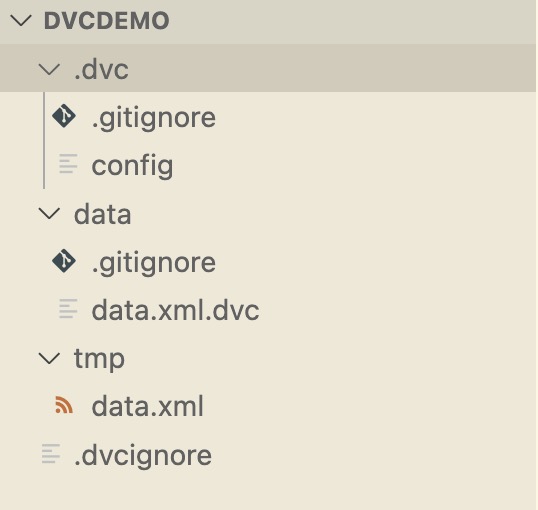 DVCDEMO
.dvc
.gitignore
config
data
.gitignore
data.xml.dvc
tmp
data.xml
.dvcignore